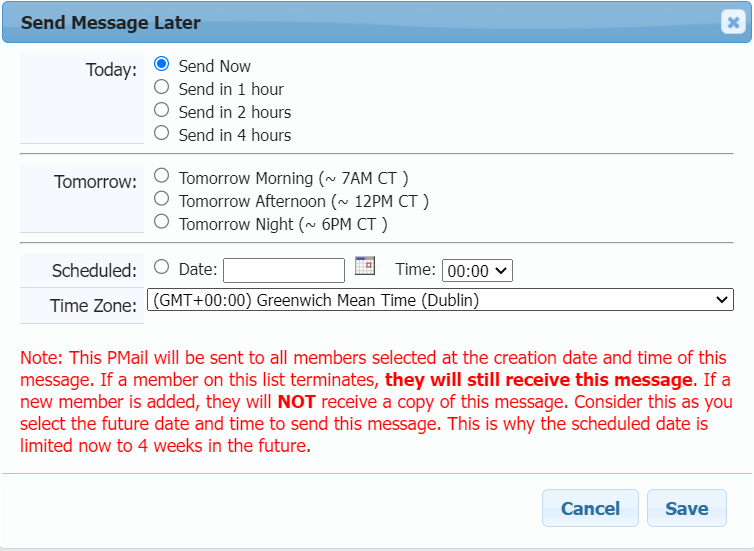 Send Message Later
Today:
Send Now
Send in 1 hour
Send in 2 hours
Send in 4 hours
Tomorrow:
Tomorrow Morning (~ 7AM CT )
Tomorrow Afternoon (~ 12PM CT )
Tomorrow Night (~ 6PM CT )
Scheduled: Date: Time: 00:00
Time Zone: (GMT+00:00) Greenwich Mean Time (Dublin)
Note: This PMail will be sent to all members selected at the creation date and time of this
message. If a member on this list terminates, they will still receive this message. If a
new member is added, they will NOT receive a copy of this message. Consider this as you
select the future date and time to send this message. This is why the scheduled date is
limited now to 4 weeks in the future.
Cancel Save